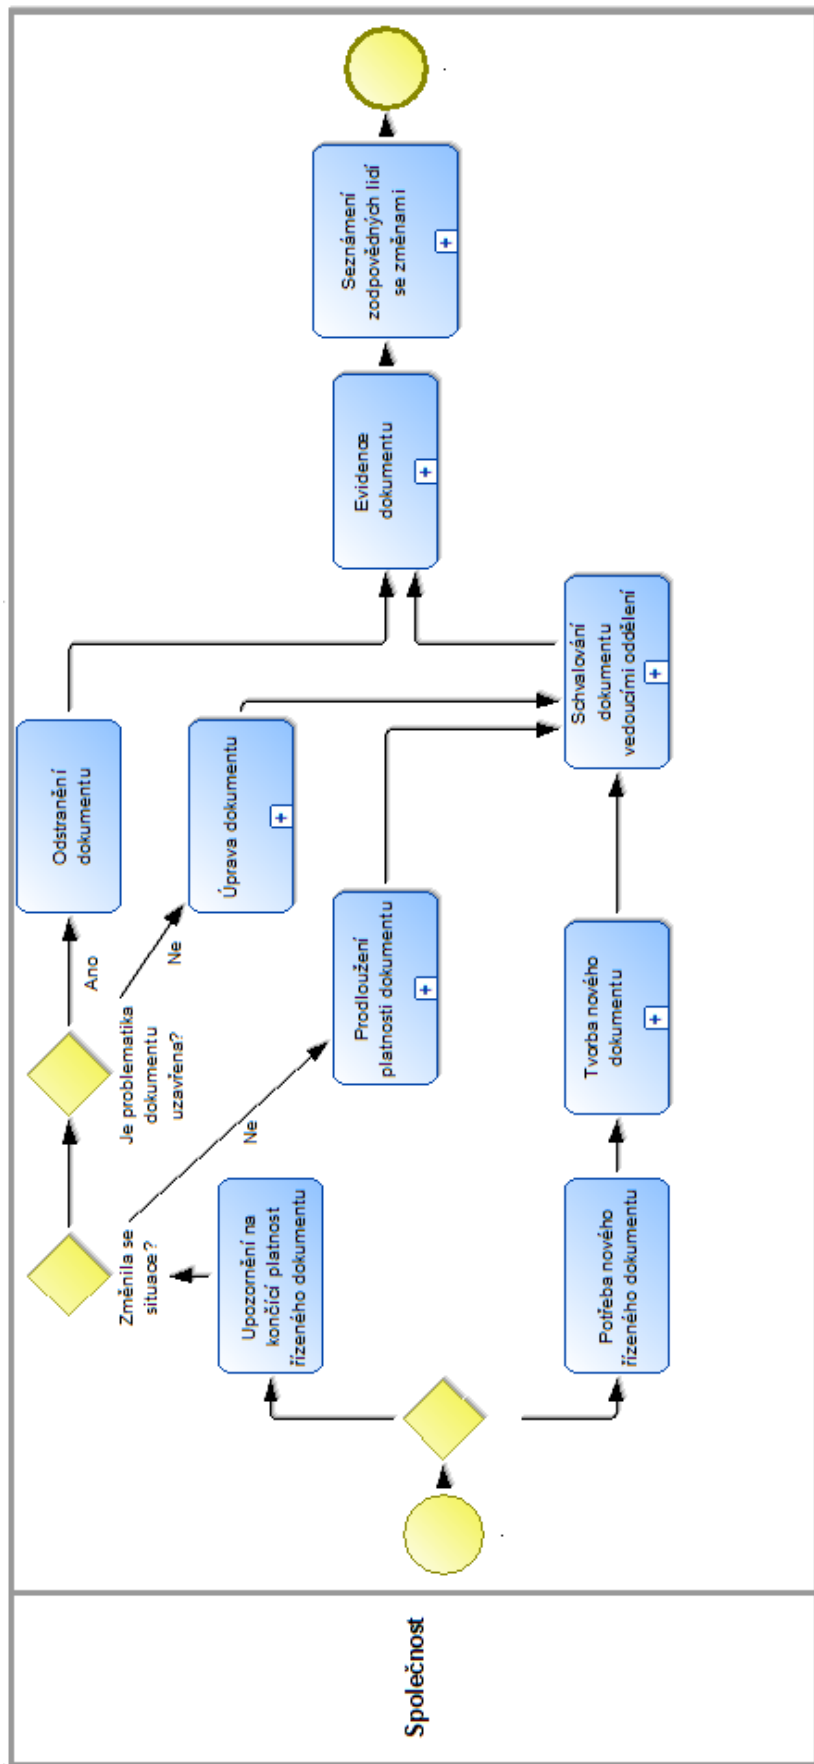 Společnost
Upozornění na
končící platnost
řízeného dokumentu
Potřeba nového
řízeného dokumentu
Změnila se
situace?
Ne
Je problematika
dokumentu
uzavřena?
Ano
Ne
Odstranění
dokumentu
Úprava dokumentu
Prodloužení
platnosti dokumentu
Tvorba nového
dokumentu
Schvalování
dokumentu
vedoucími oddělení
Evidence
dokumentu
Seznámení
zodpovědných lidí
se změnami